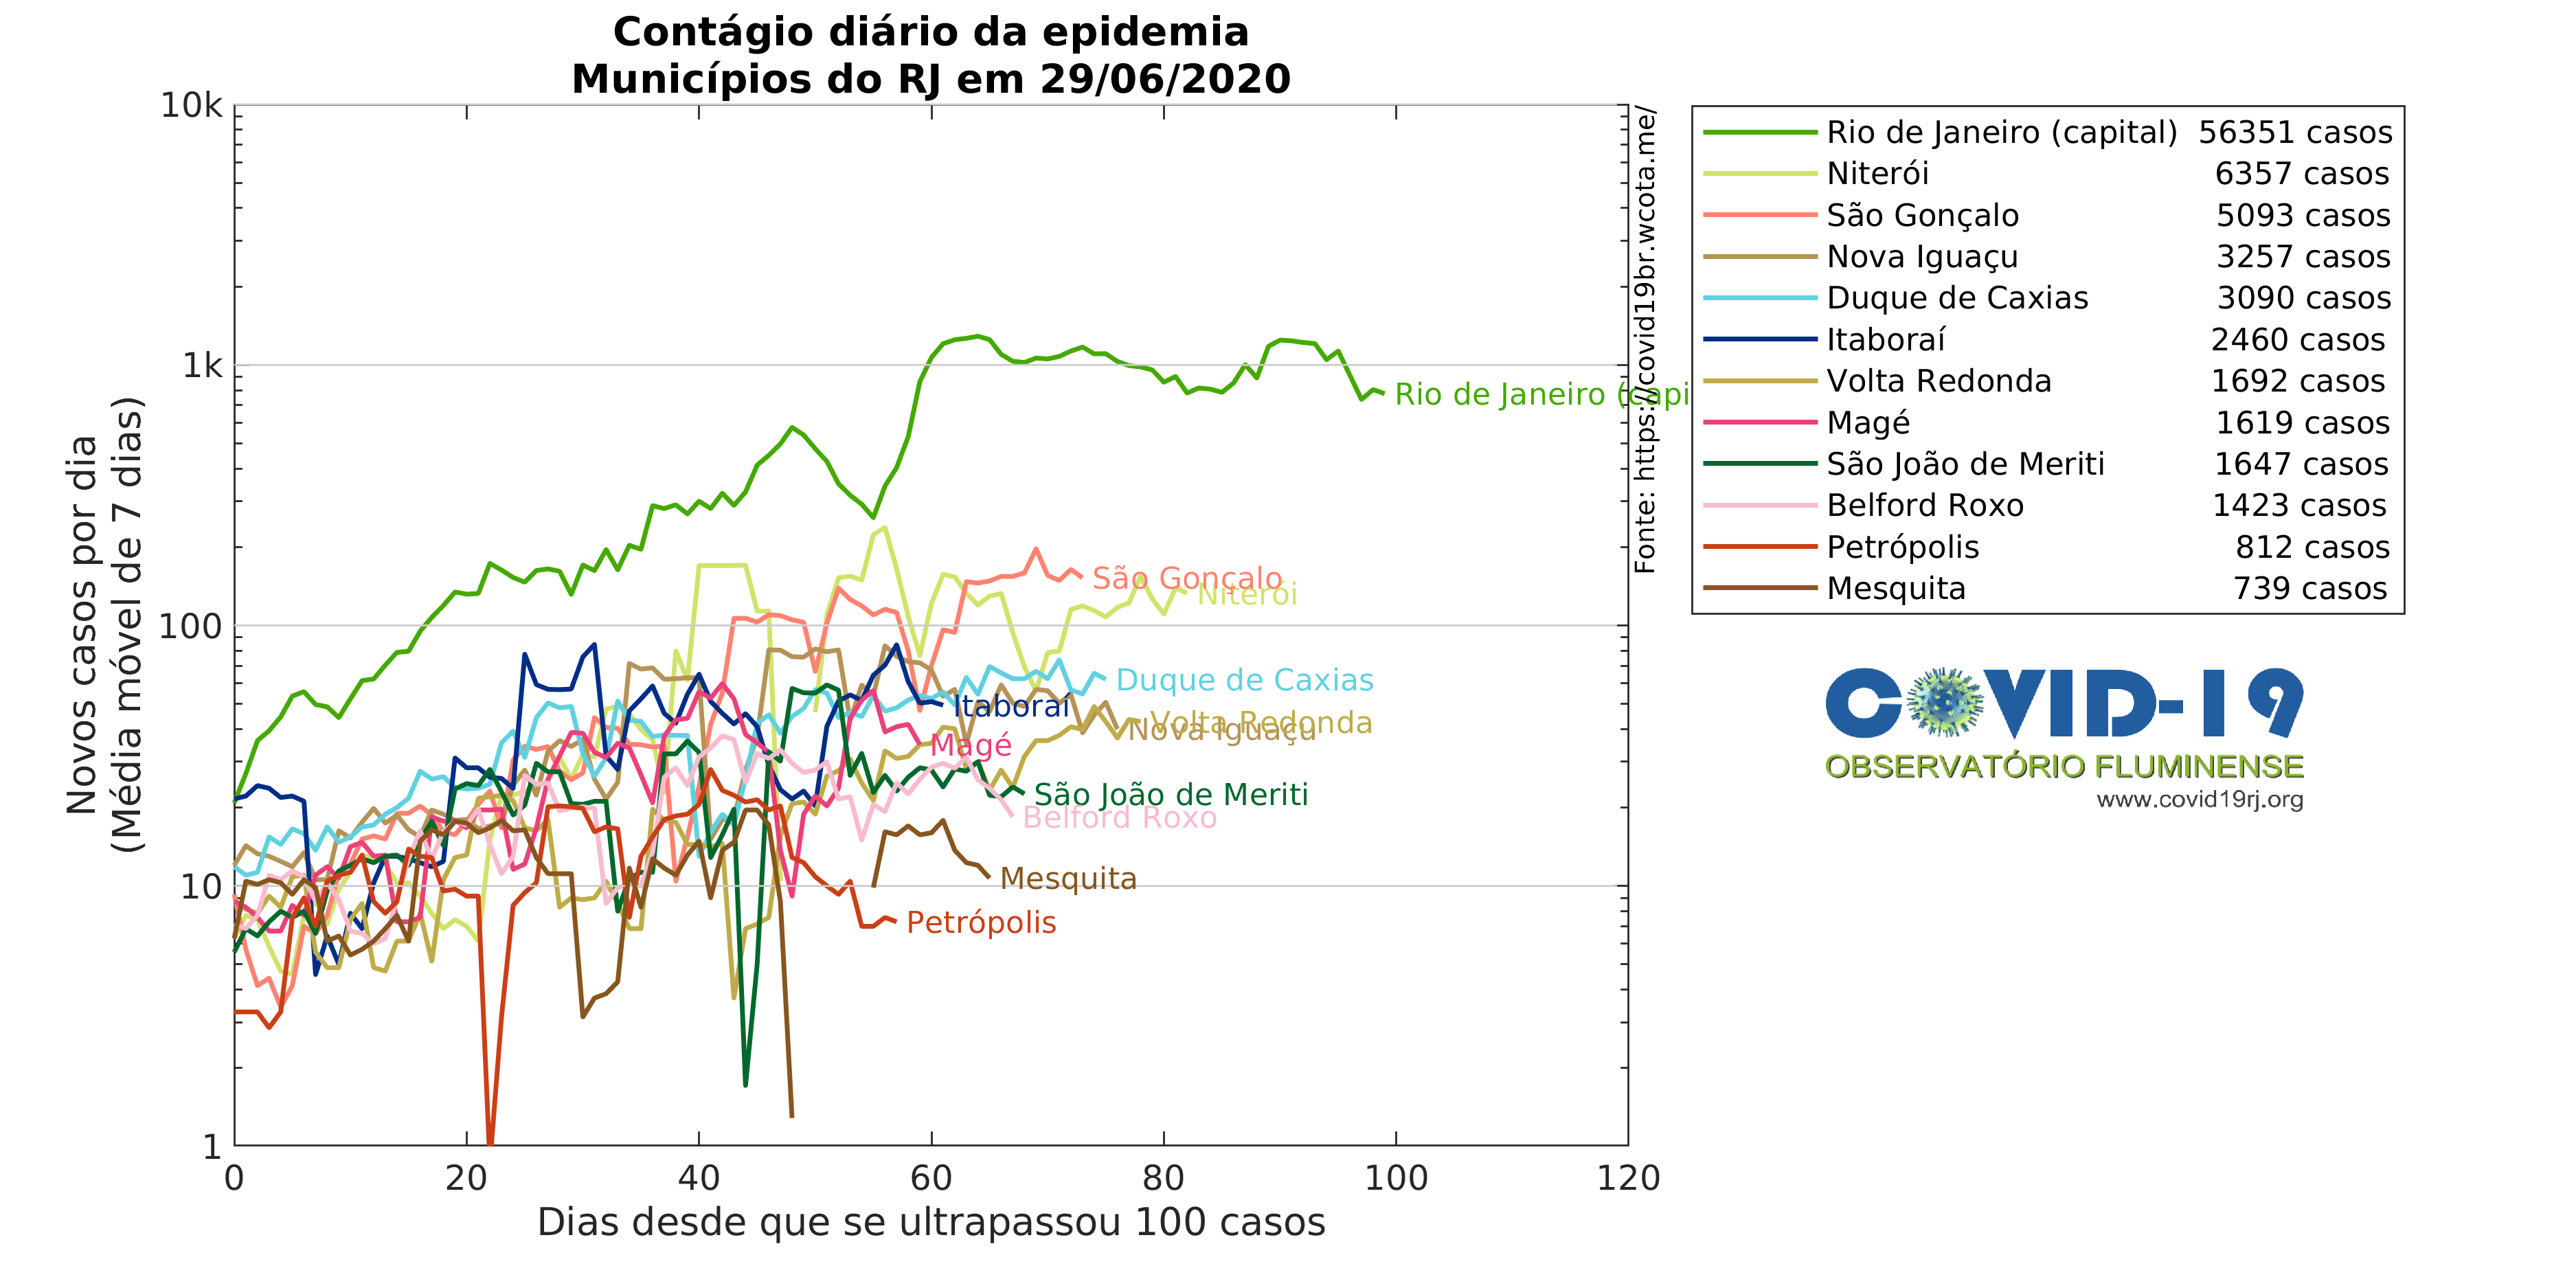 Contágio diário da epidemia
Municípios do RJ em 29/06/2020
Novos casos por dia
(Média móvel de 7 dias)
10k
1k
100
10
1
0 20 40 60 80 100 120
Dias desde que se ultrapassou 100 casos
Rio de Janeiro (capi
São Gonçalo
Niterói
Duque de Caxias
Itaboraí
Volta Redonda
Nova Iguaçu
Magé
São João de Meriti
Belford Roxo
Mesquita
Petrópolis
Fonte: https://covid19br.wcota.me/
Rio de Janeiro (capital) 56351 casos
Niterói 6357 casos
São Gonçalo 5093 casos
Nova Iguaçu 3257 casos
Duque de Caxias 3090 casos
Itaboraí 2460 casos
Volta Redonda 1692 casos
Magé 1619 casos
São João de Meriti 1647 casos
Belford Roxo 1423 casos
Petrópolis 812 casos
Mesquita 739 casos
COVID-19
OBSERVATÓRIO FLUMINENSE
www.covid19rj.org